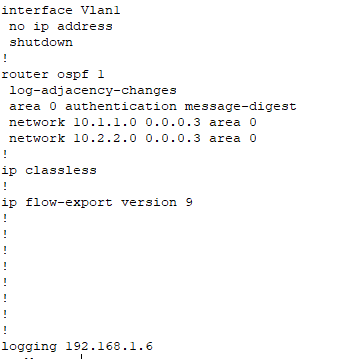 interface Vlan1
 no ip address
 shutdown
!
router ospf 1
 log-adjacency-changes
 area 0 authentication message-digest
 network 10.1.1.0 0.0.0.3 area 0
 network 10.2.2.0 0.0.0.3 area 0
!
ip classless
!
ip flow-export version 9
!
!
!
!
!
!
!
!
logging 192.168.1.6